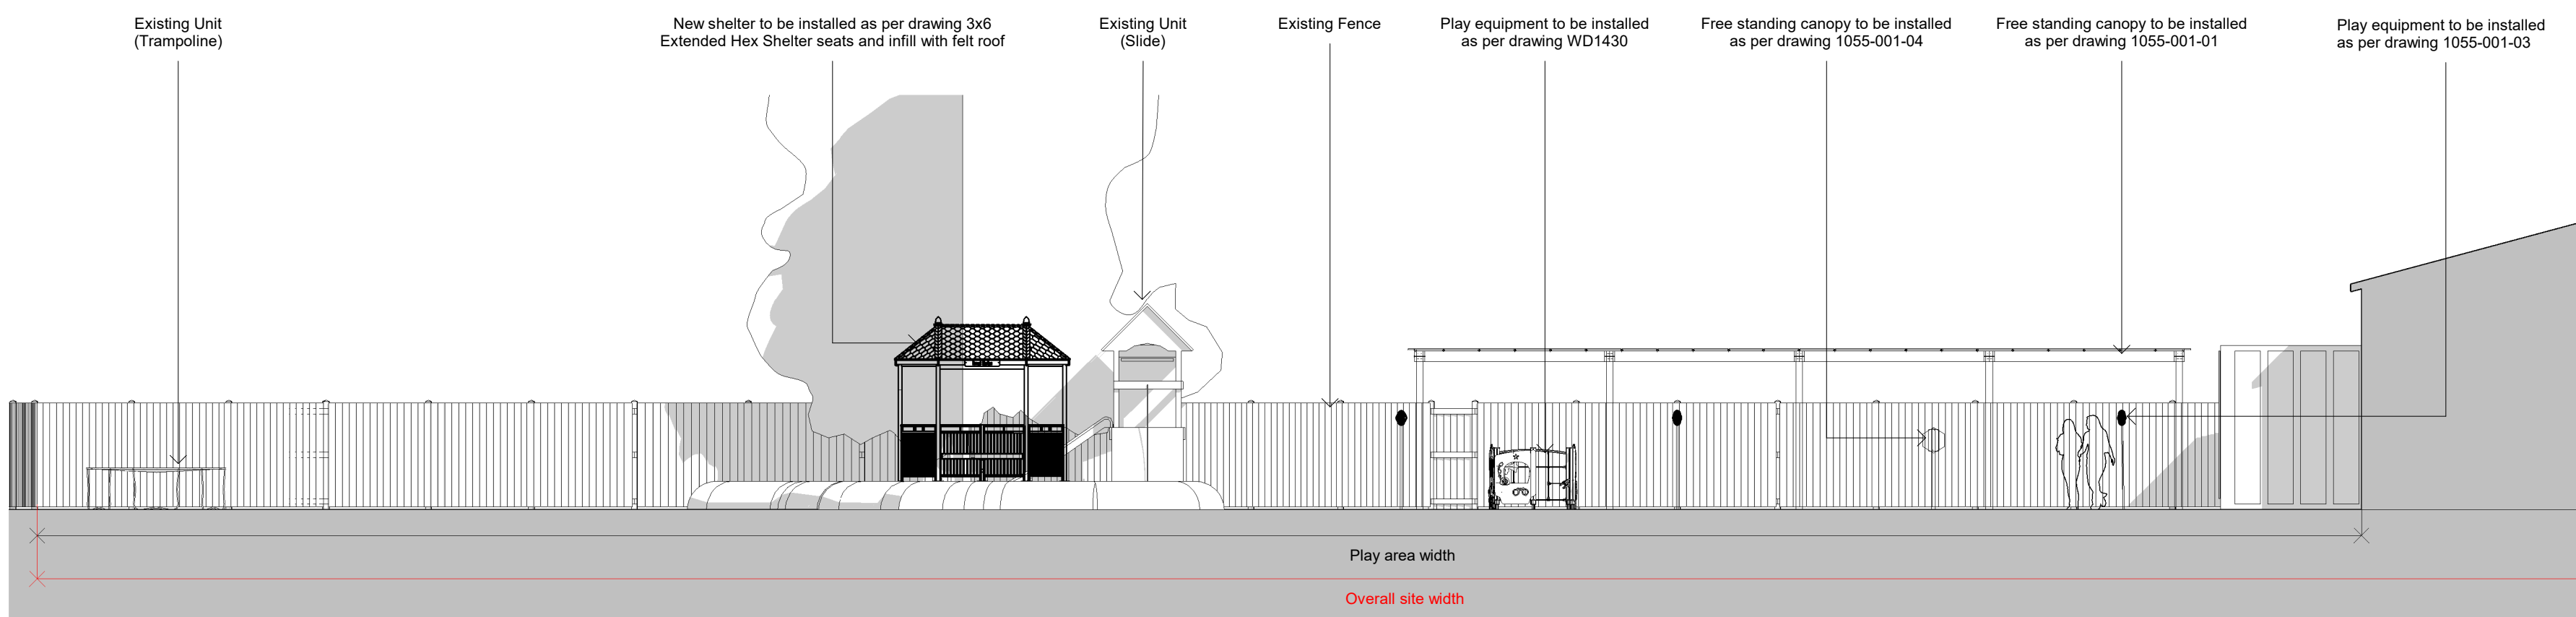 Existing Unit
(Trampoline)
New shelter to be installed as per drawing 3x6
Extended Hex Shelter seats and infill with felt roof
Existing Unit
(Slide)
Existing Fence
Play equipment to be installed
as per drawing WD1430
Free standing canopy to be installed
as per drawing 1055-001-04
Free standing canopy to be installed
as per drawing 1055-001-01
Play equipment to be installed
as per drawing 1055-001-03
Play area width
Overall site width